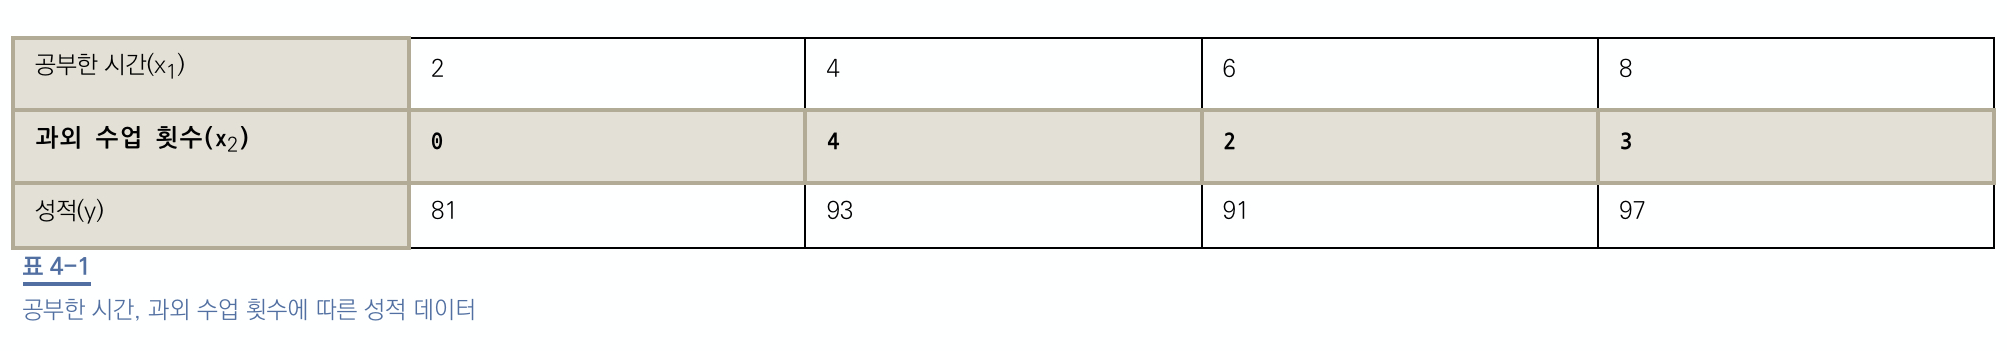 공부한 시간(x₁) 2 4 6 8
과외 수업 횟수(x₂) 0 4 2 3
성적(y) 81 93 91 97
표 4-1
공부한 시간, 과외 수업 횟수에 따른 성적 데이터